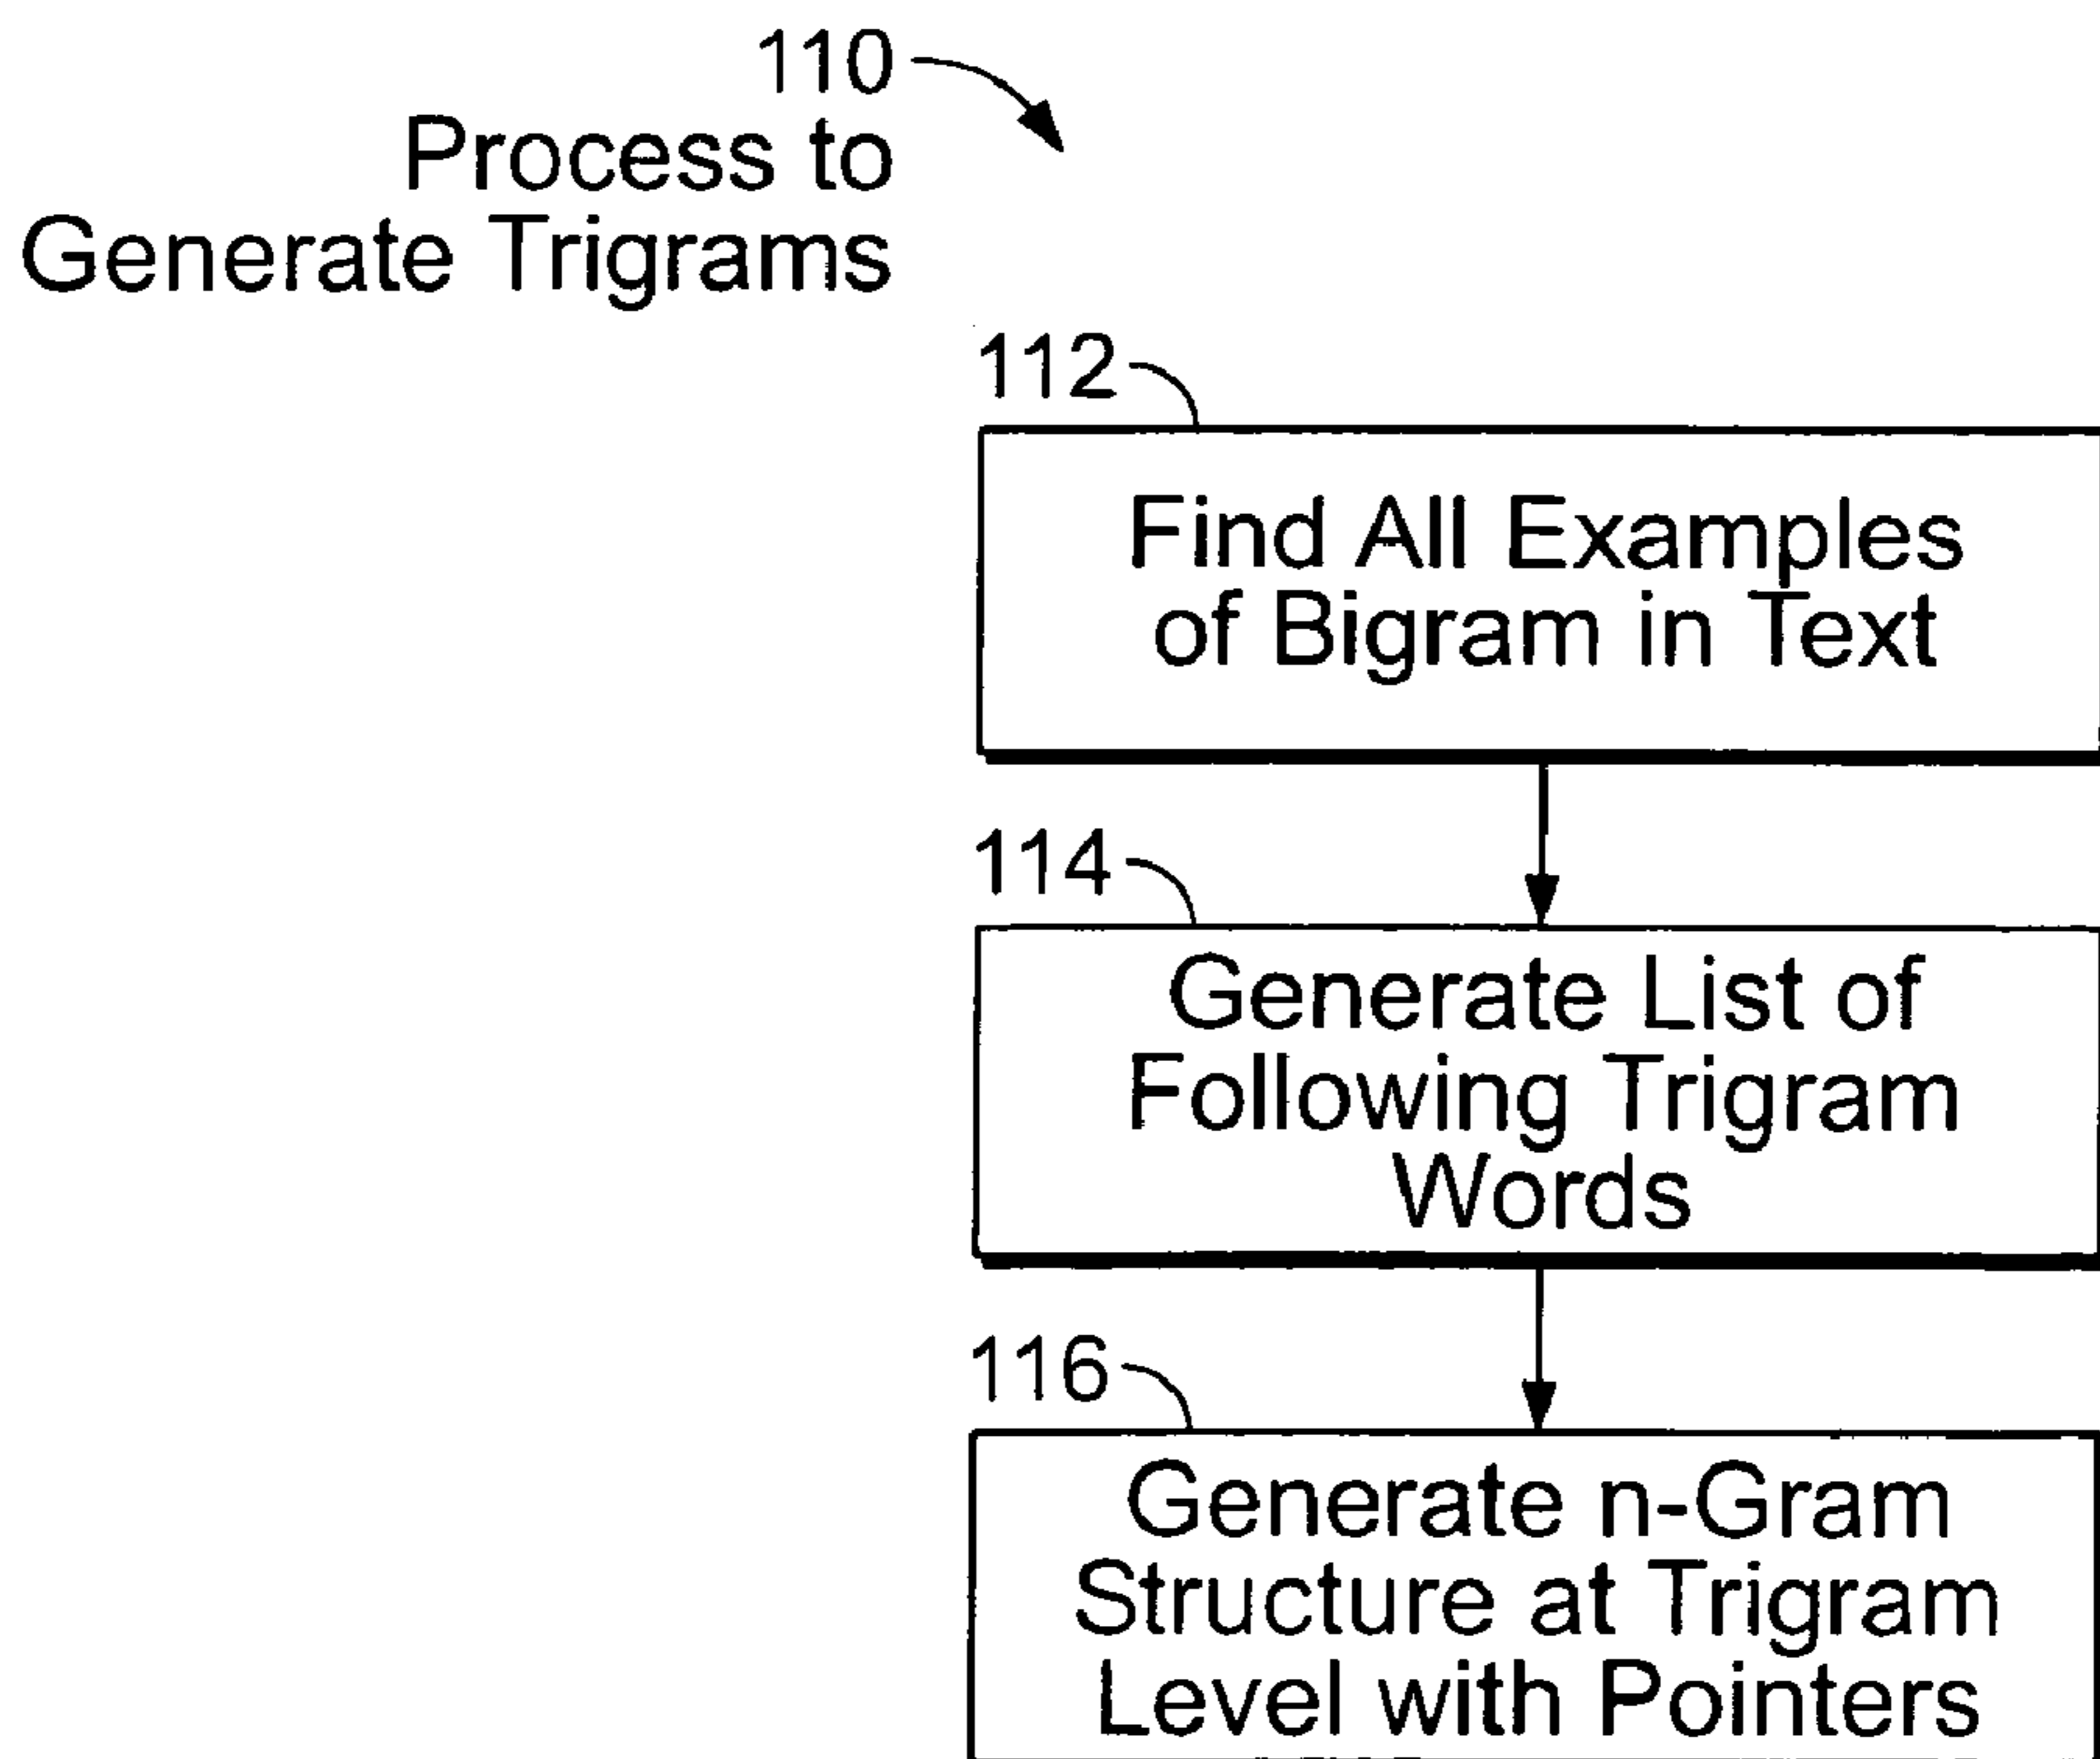 110
Process to
Generate Trigrams
112
Find All Examples
of Bigram in Text
114
Generate List of
Following Trigram
Words
116
Generate n-Gram
Structure at Trigram
Level with Pointers